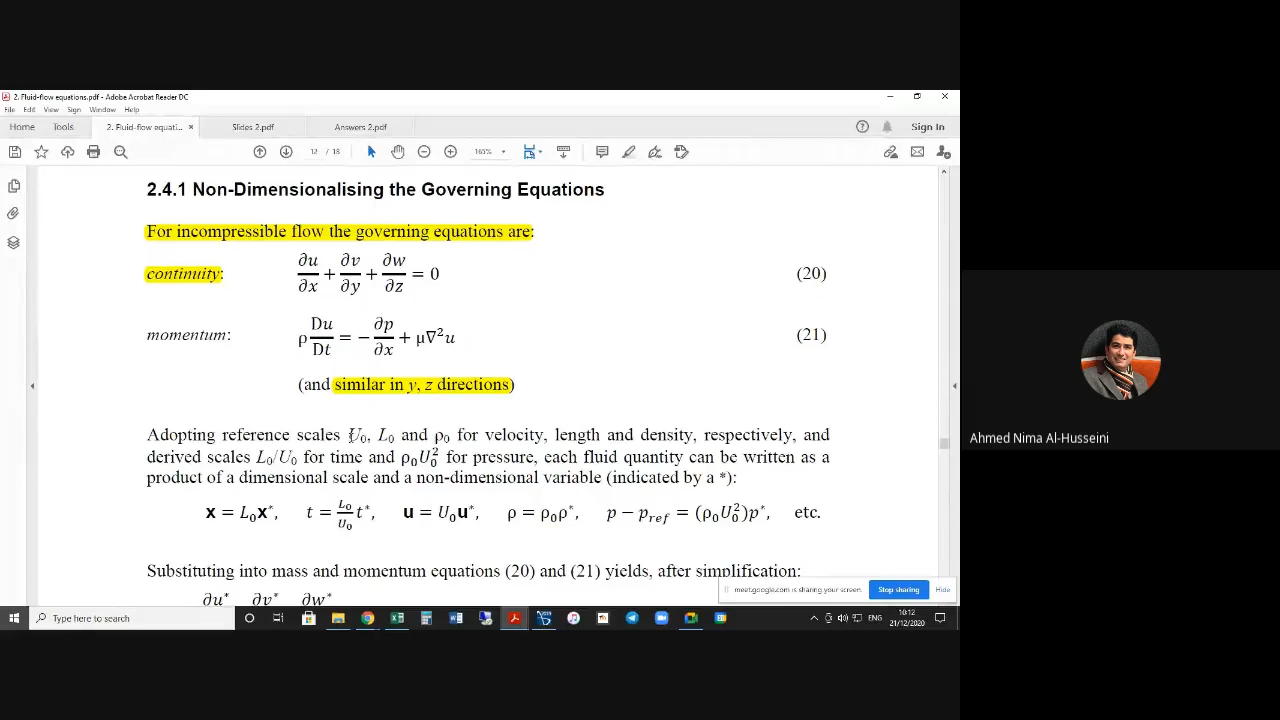 2. Fluid-flow equations.pdf - Adobe Acrobat Reader DC
File Edit View Sign Window Help
Home Tools 2. Fluid-flow equati... × Slides 2.pdf Answers 2.pdf Sign In
12 / 18 165%
2.4.1 Non-Dimensionalising the Governing Equations
For incompressible flow the governing equations are:
continuity: ∂u/∂x + ∂v/∂y + ∂w/∂z = 0 (20)
momentum: ρ Du/Dt = − ∂p/∂x + μ∇²u (21)
(and similar in y, z directions)
Adopting reference scales U₀, L₀ and ρ₀ for velocity, length and density, respectively, and
derived scales L₀/U₀ for time and ρ₀U₀² for pressure, each fluid quantity can be written as a
product of a dimensional scale and a non-dimensional variable (indicated by a *):
x = L₀x*, t = L₀/U₀ t*, u = U₀u*, ρ = ρ₀ρ*, p − p_ref = (ρ₀U₀²)p*, etc.
Substituting into mass and momentum equations (20) and (21) yields, after simplification:
∂u* ∂v* ∂w*
meet.google.com is sharing your screen. Stop sharing Hide
Type here to search ENG 10:12
21/12/2020
Ahmed Nima Al-Husseini